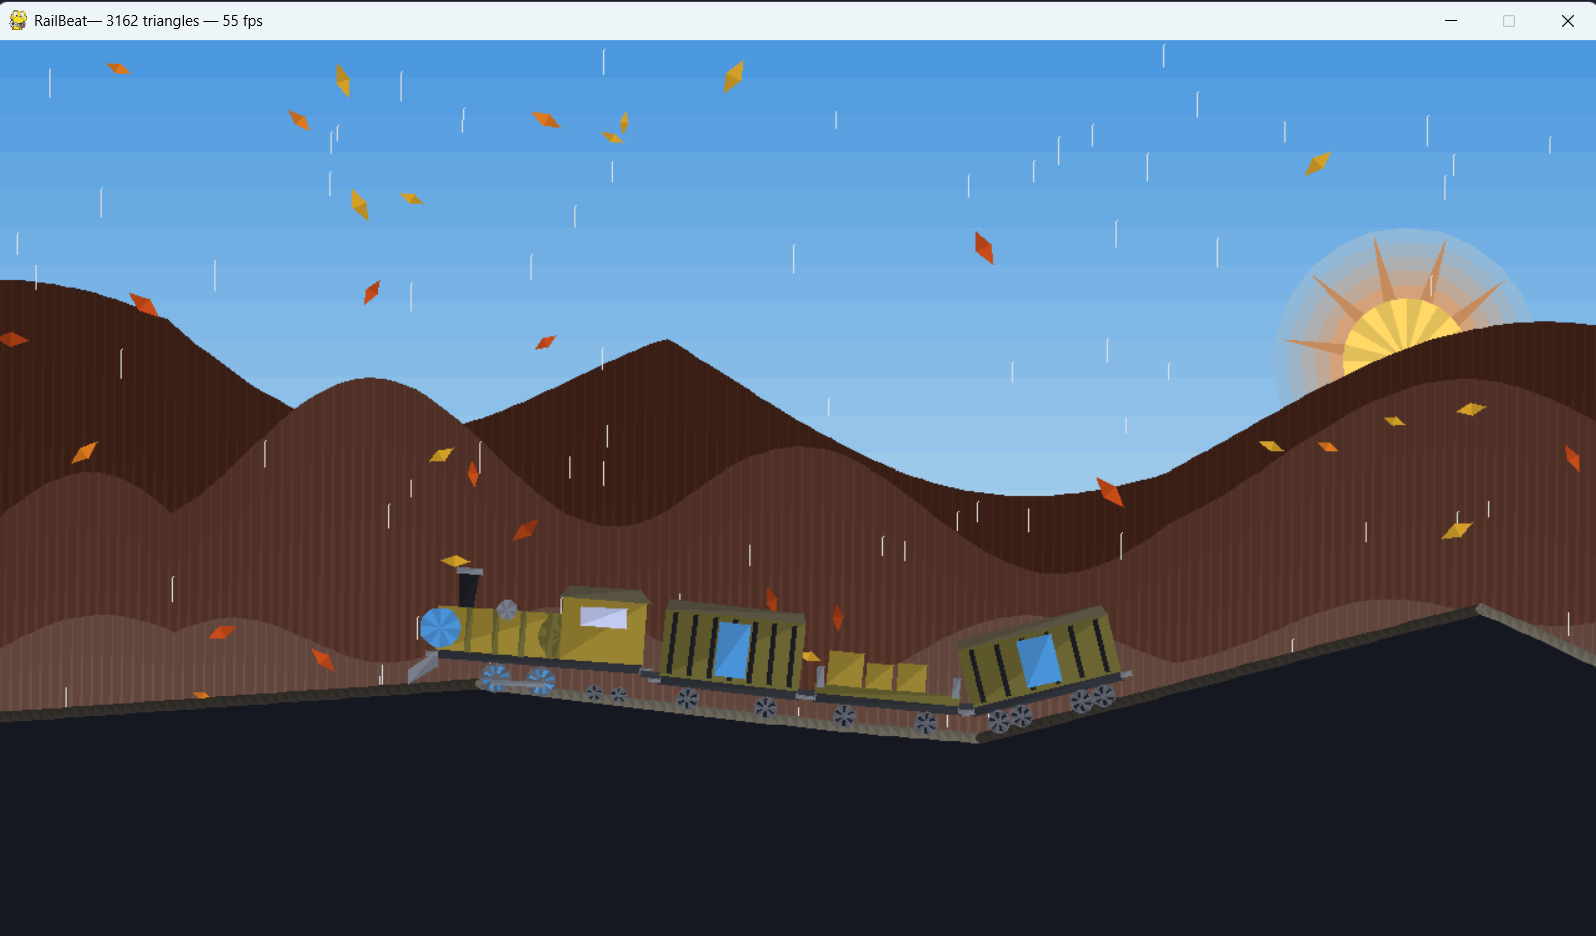 RailBeat— 3162 triangles — 55 fps